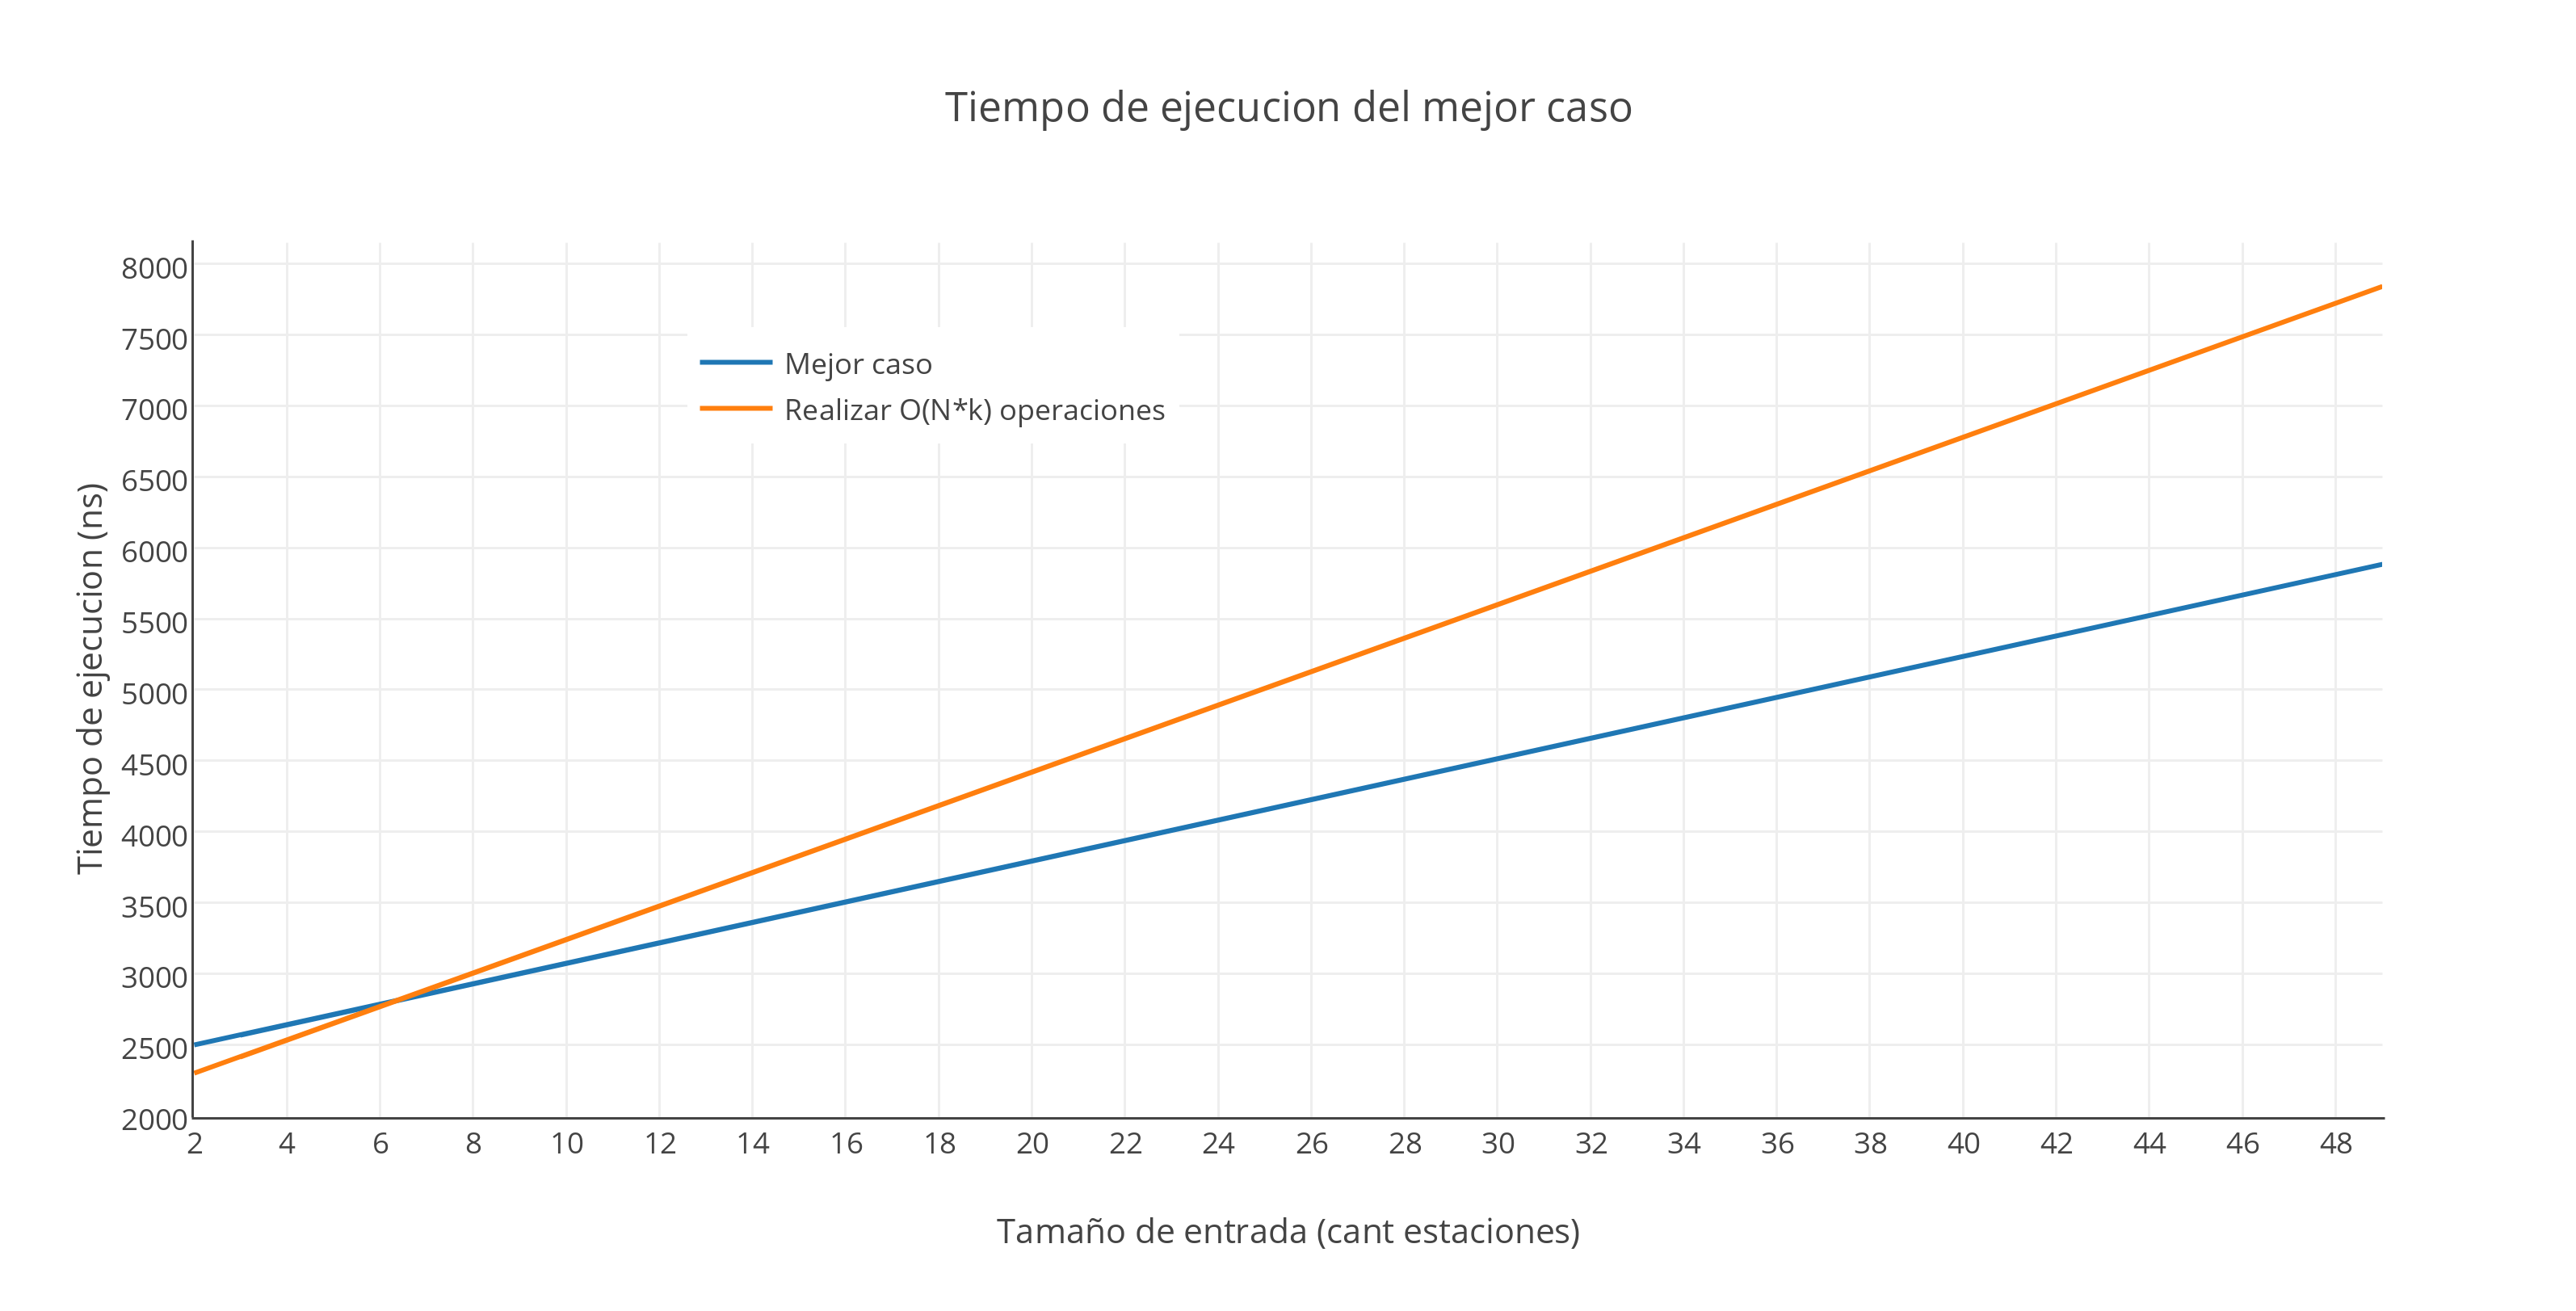 Tiempo de ejecucion del mejor caso
8000
7500
7000
6500
6000
5500
5000
4500
4000
3500
3000
2500
2000
Tiempo de ejecucion (ns)
Mejor caso
Realizar O(N*k) operaciones
2 4 6 8 10 12 14 16 18 20 22 24 26 28 30 32 34 36 38 40 42 44 46 48
Tamaño de entrada (cant estaciones)